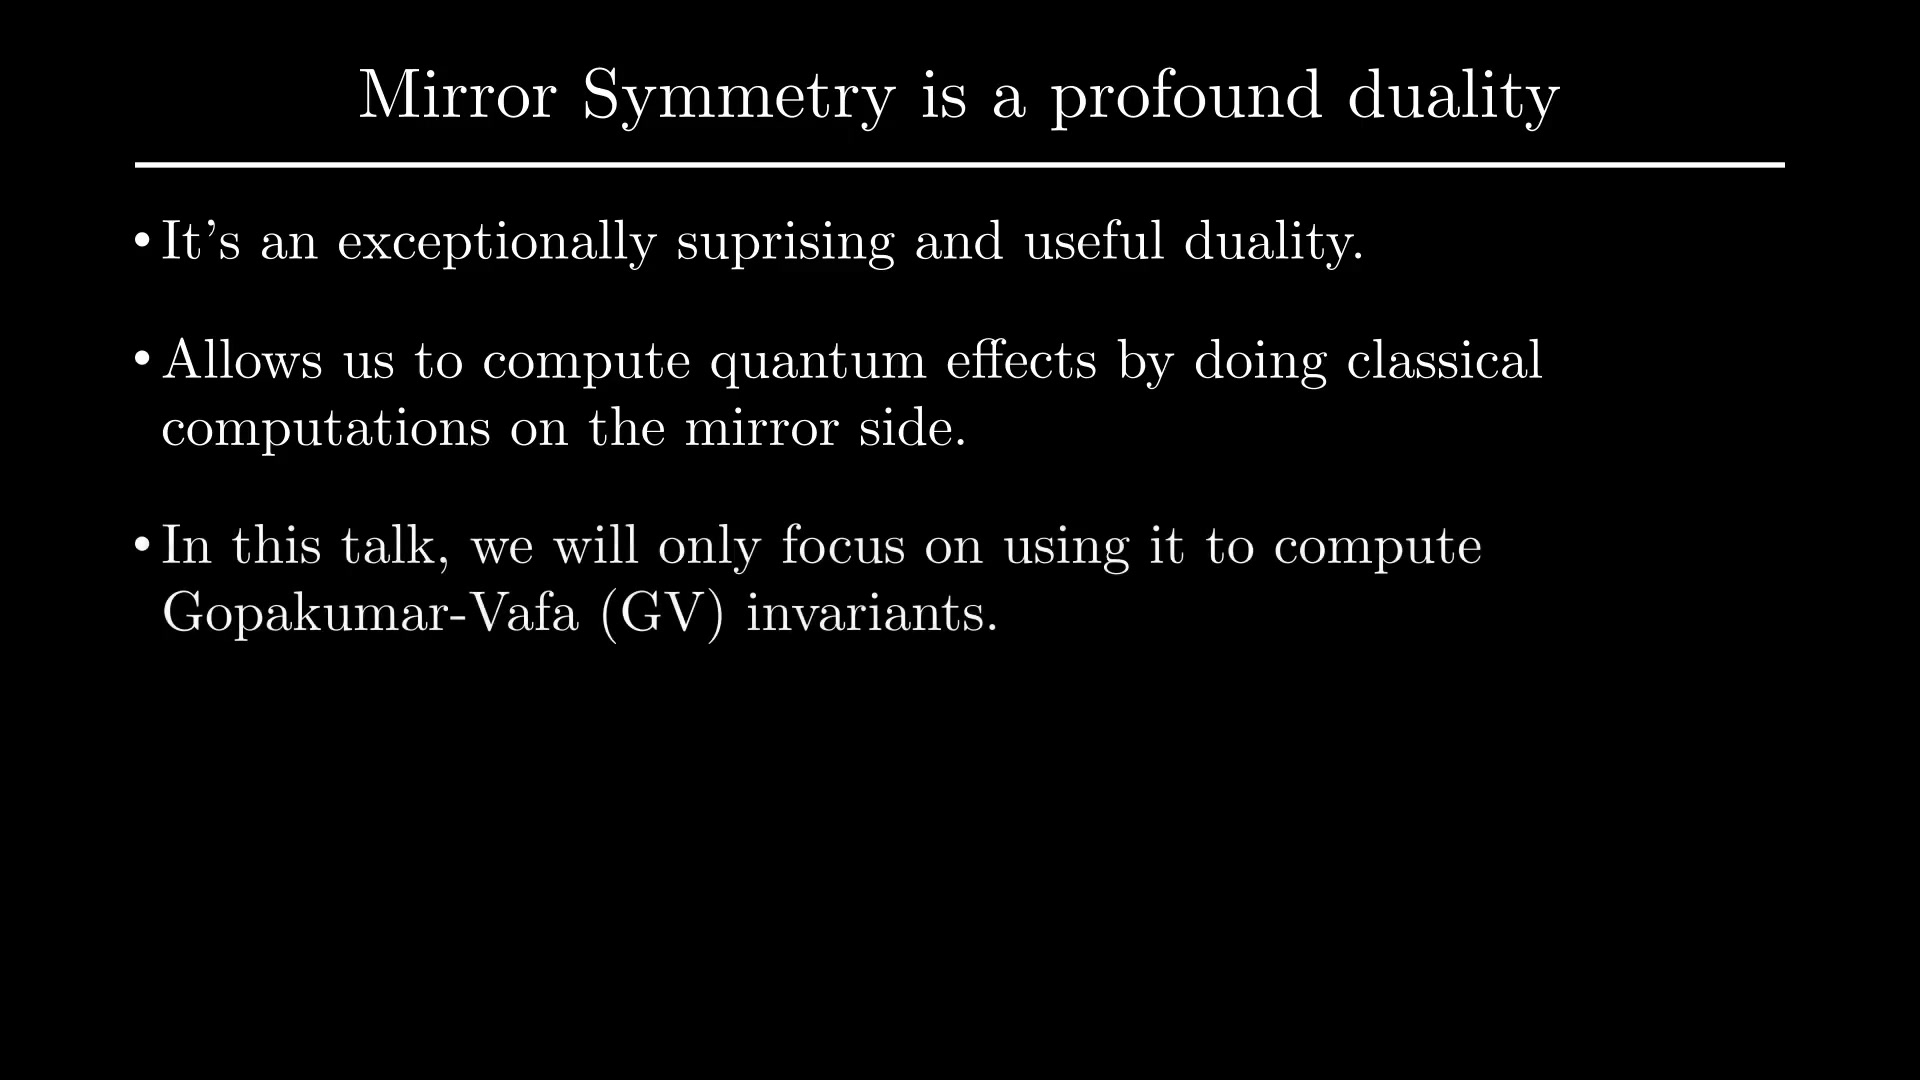 Mirror Symmetry is a profound duality
• It's an exceptionally suprising and useful duality.
• Allows us to compute quantum effects by doing classical
computations on the mirror side.
• In this talk, we will only focus on using it to compute
Gopakumar-Vafa (GV) invariants.